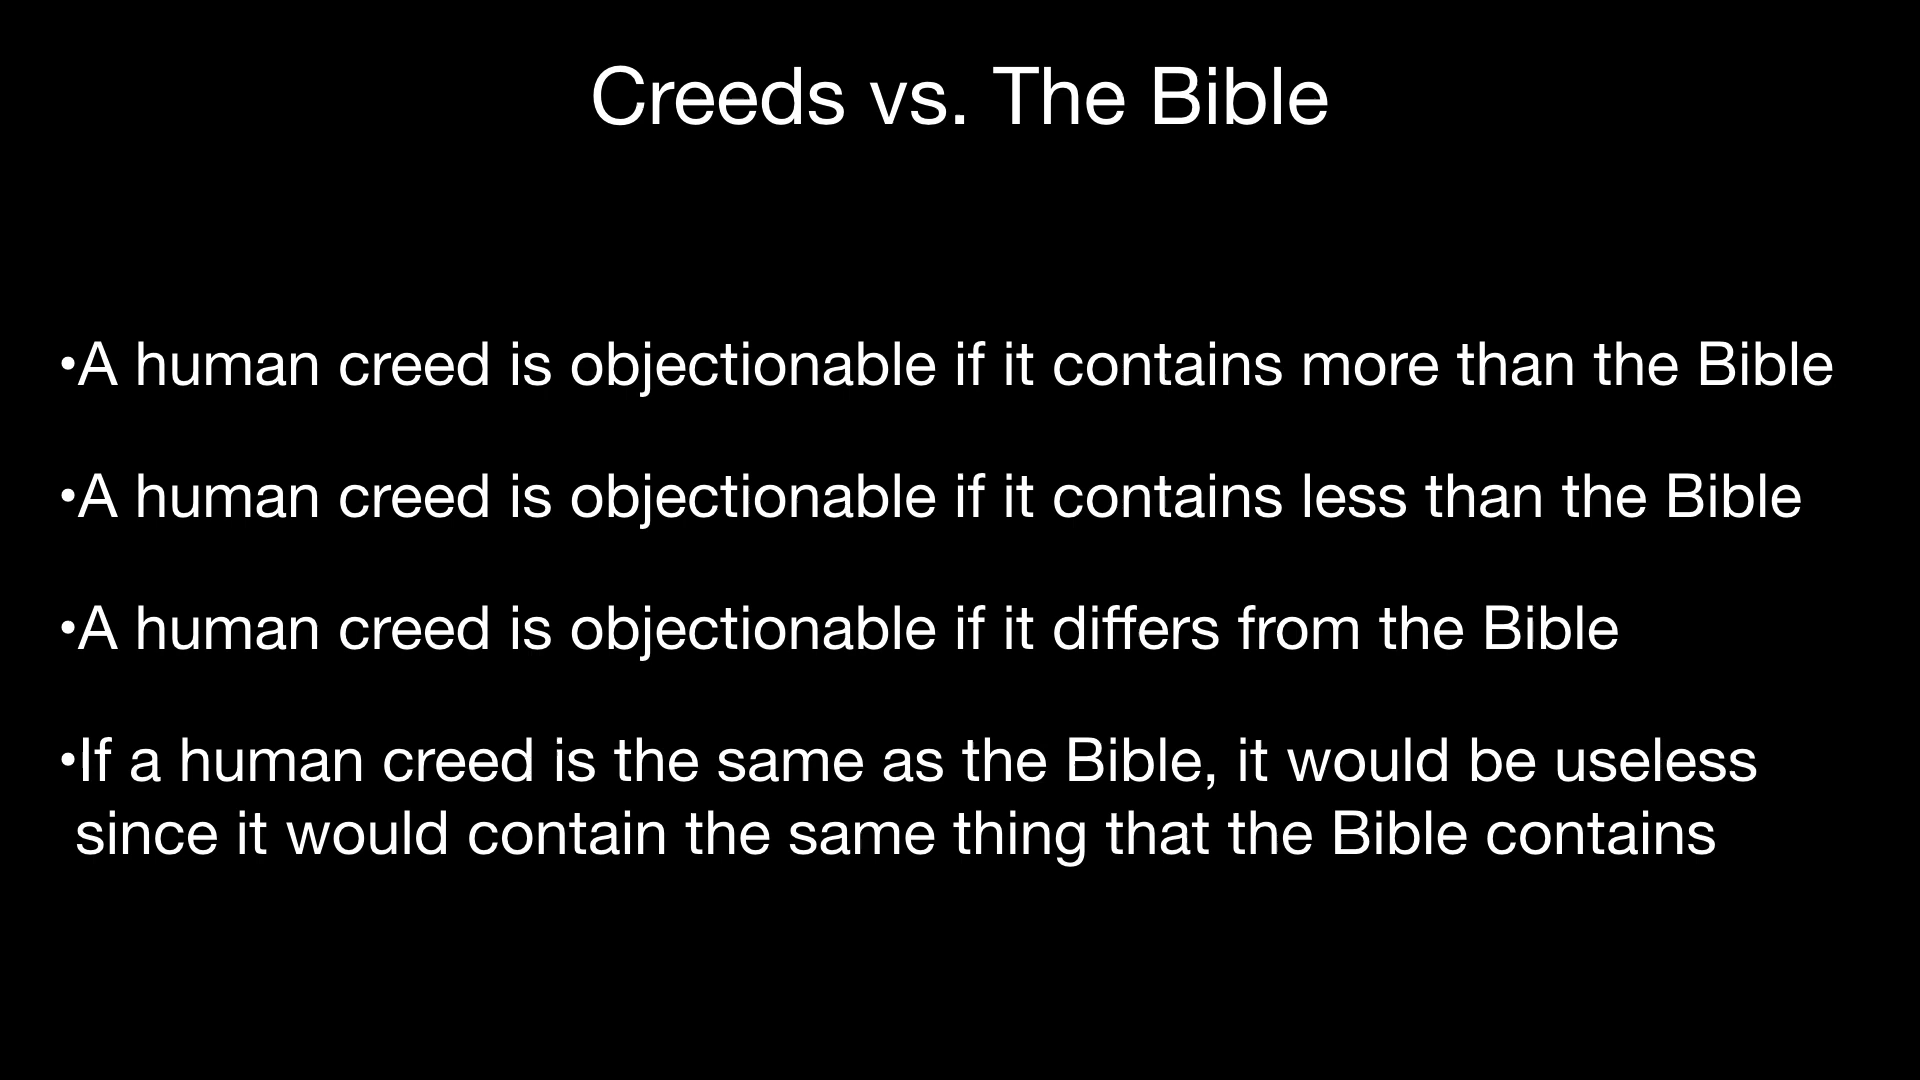 Creeds vs. The Bible
•A human creed is objectionable if it contains more than the Bible
•A human creed is objectionable if it contains less than the Bible
•A human creed is objectionable if it differs from the Bible
•If a human creed is the same as the Bible, it would be useless
since it would contain the same thing that the Bible contains